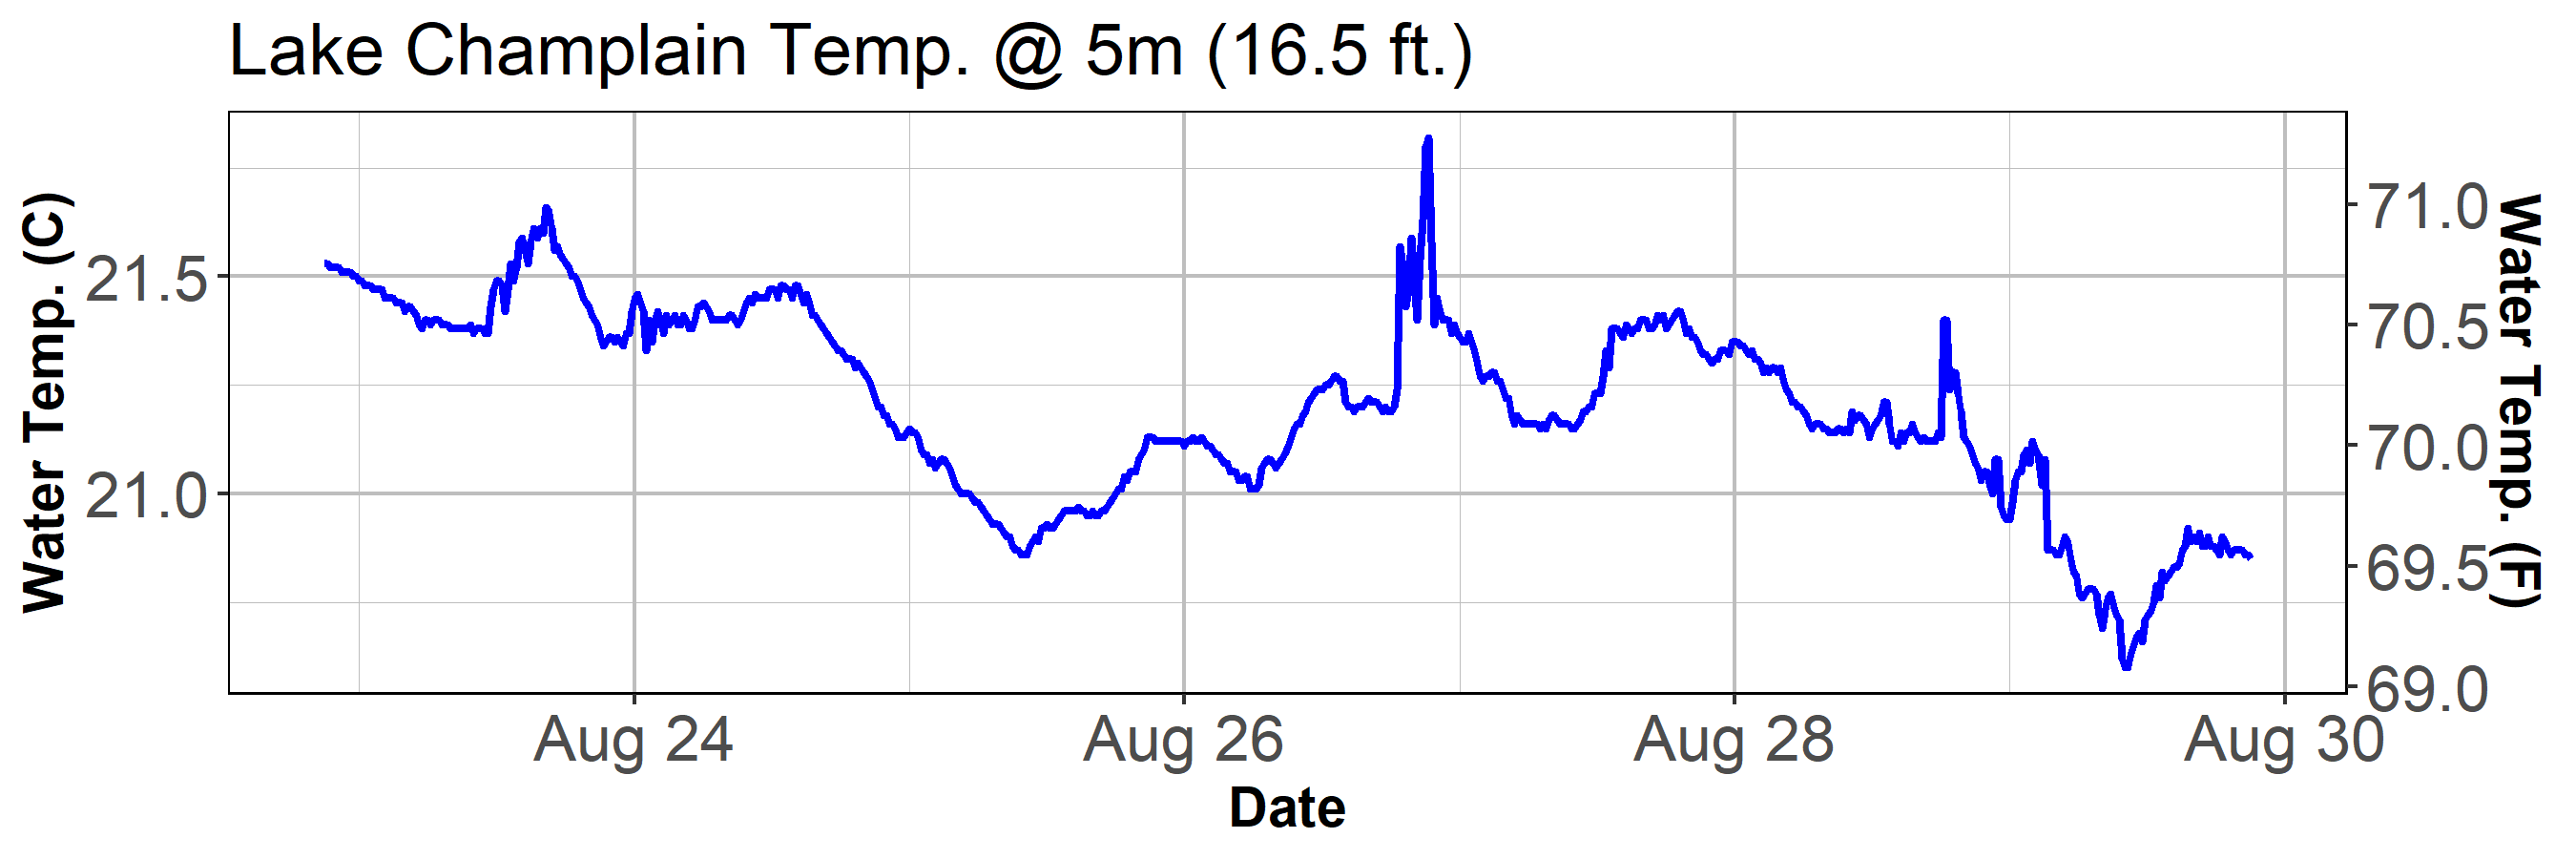 Lake Champlain Temp. @ 5m (16.5 ft.)
Water Temp. (C)
21.5
21.0
71.0
70.5
70.0
69.5
69.0
Water Temp. (F)
Aug 24
Aug 26
Aug 28
Aug 30
Date